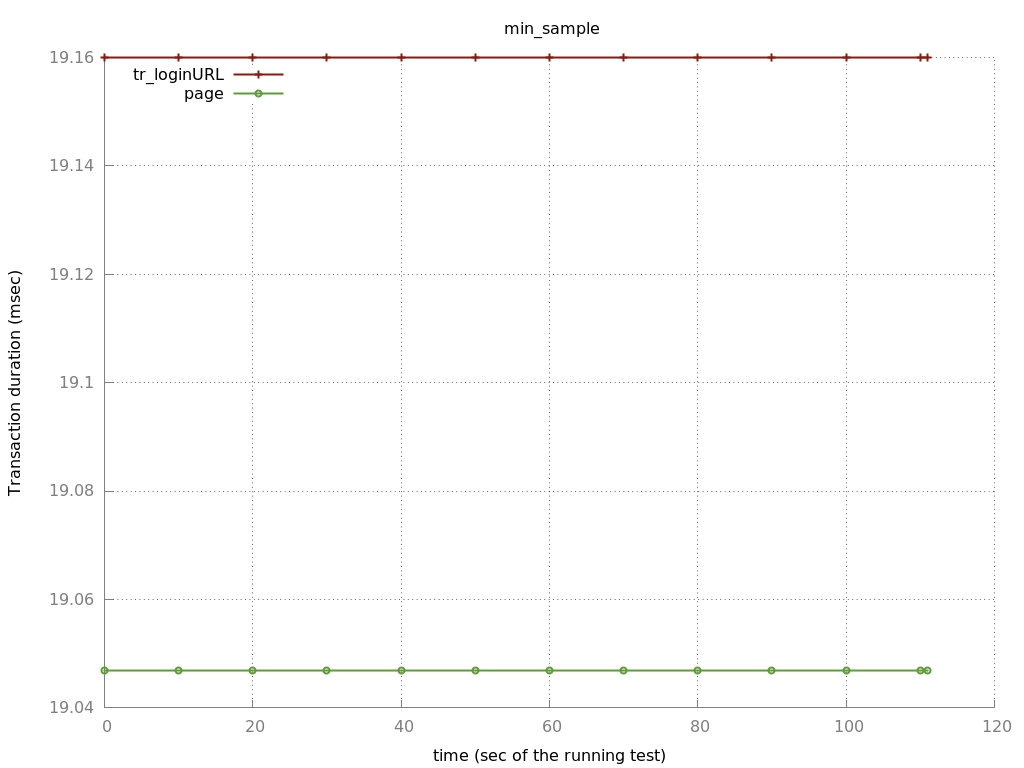 min_sample
19.16
tr_loginURL
page
19.14
19.12
19.1
19.08
19.06
19.04
Transaction duration (msec)
0 20 40 60 80 100 120
time (sec of the running test)